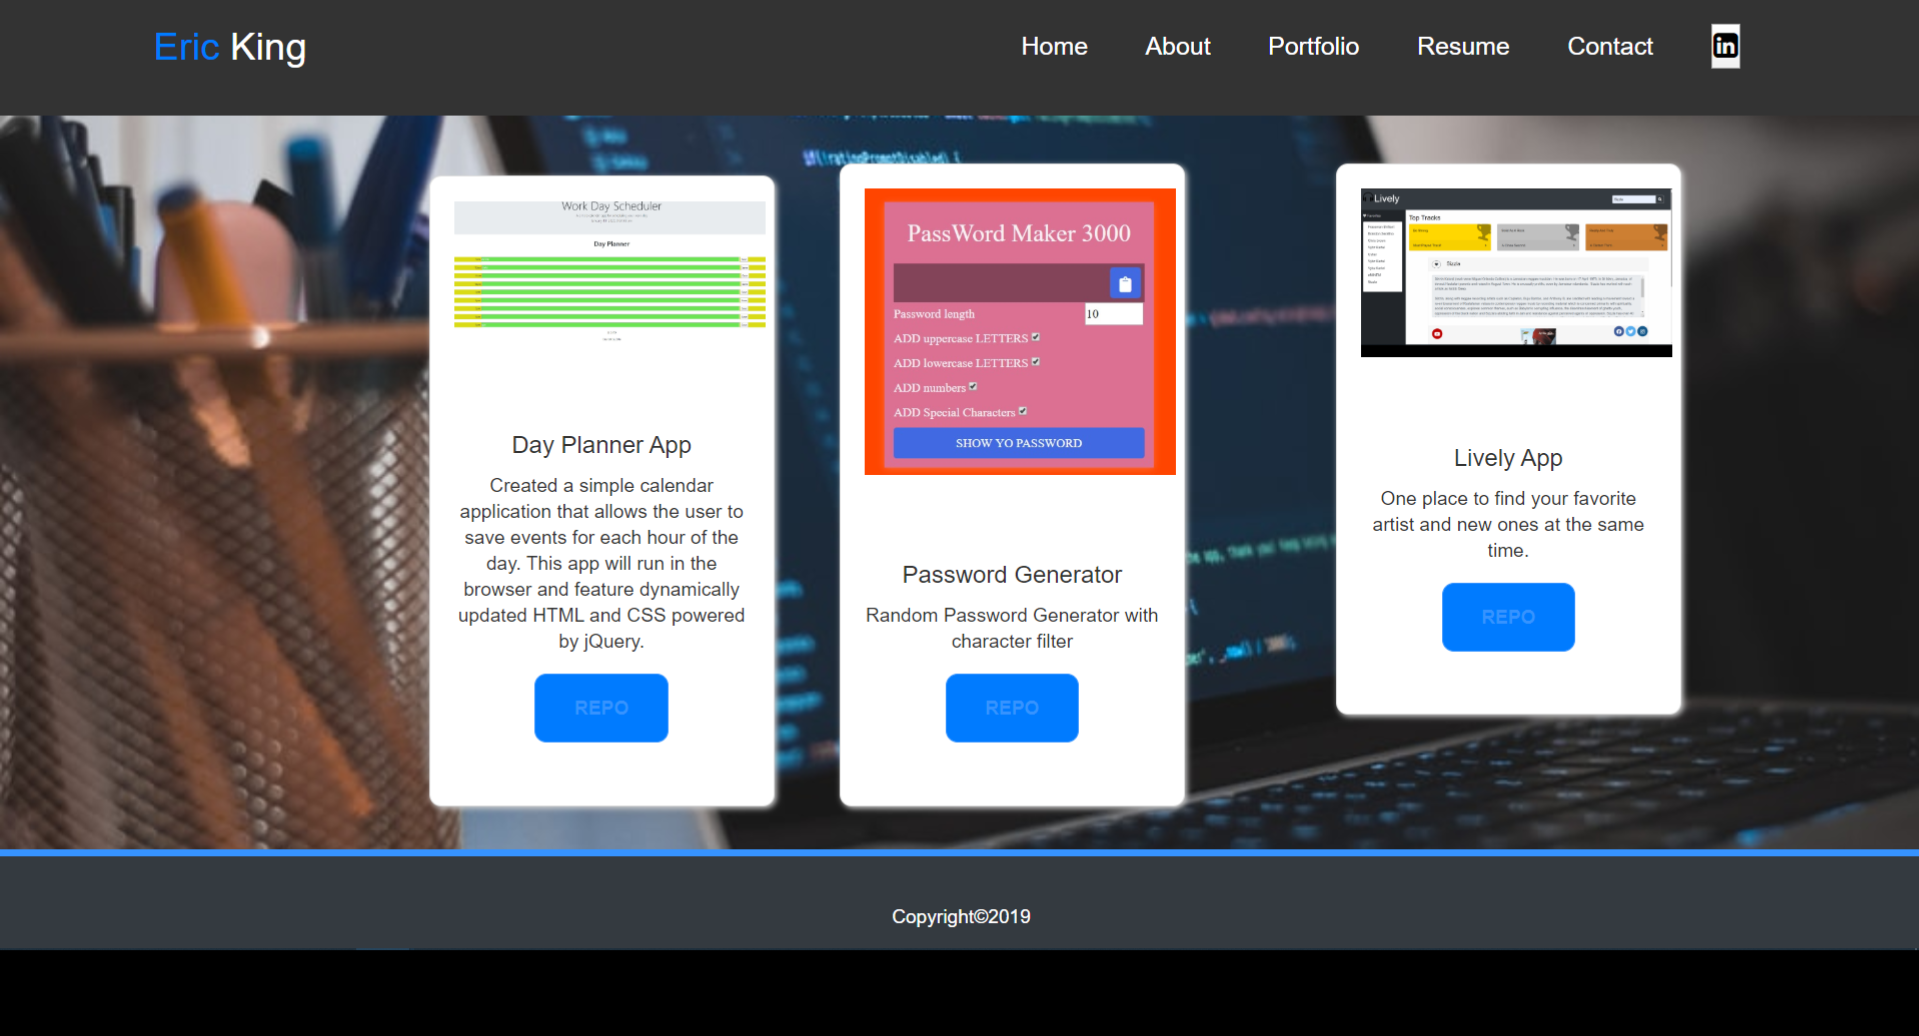 Eric King
Home
About
Portfolio
Resume
Contact
in
Work Day Scheduler
Day Planner
Day Planner App
Created a simple calendar
application that allows the user to
save events for each hour of the
day. This app will run in the
browser and feature dynamically
updated HTML and CSS powered
by jQuery.
REPO
PassWord Maker 3000
Password length
10
ADD uppercase LETTERS
ADD lowercase LETTERS
ADD numbers
ADD Special Characters
SHOW YO PASSWORD
Password Generator
Random Password Generator with
character filter
REPO
Lively
Top Tracks
Lively App
One place to find your favorite
artist and new ones at the same
time.
REPO
Copyright©2019